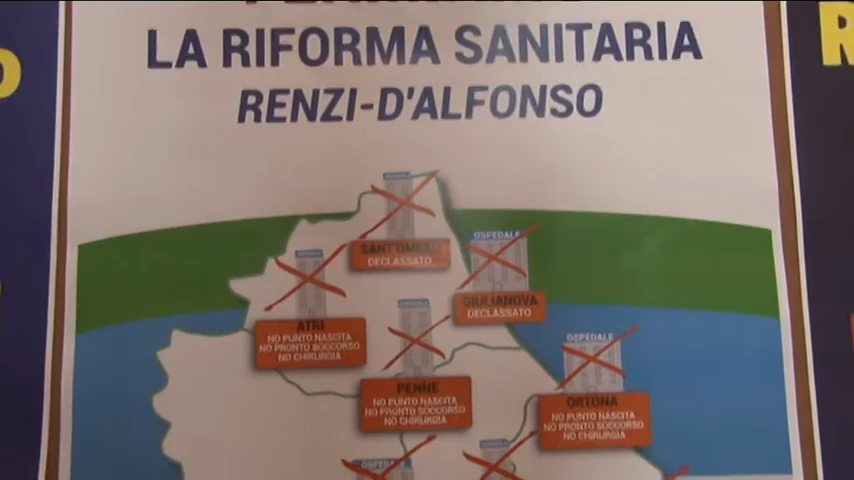 LA RIFORMA SANITARIA
RENZI-D'ALFONSO
SANT'OMERO
DECLASSATO
OSPEDALE
GIULIANOVA
DECLASSATO
ATRI
NO PUNTO NASCITA
NO PRONTO SOCCORSO
NO CHIRURGIA
PENNE
NO PUNTO NASCITA
NO PRONTO SOCCORSO
NO CHIRURGIA
OSPEDALE
ORTONA
NO PUNTO NASCITA
NO PRONTO SOCCORSO
NO CHIRURGIA
OSPEDALE